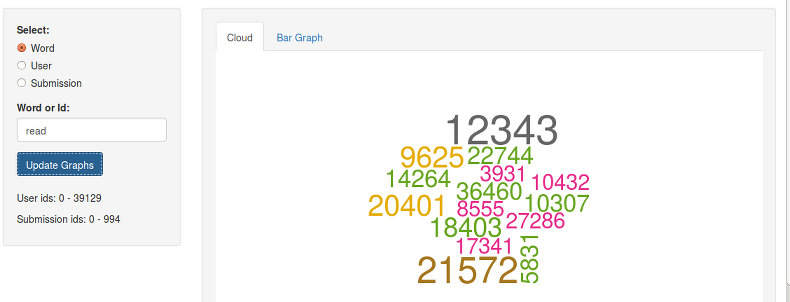 Select:
Word
User
Submission
Word or Id:
read
Update Graphs
User ids: 0 - 39129
Submission ids: 0 - 994
Cloud
Bar Graph
12343
9625
22744
14264
3931
10432
36460
20401
8555
10307
18403
27286
17341
21572
5831